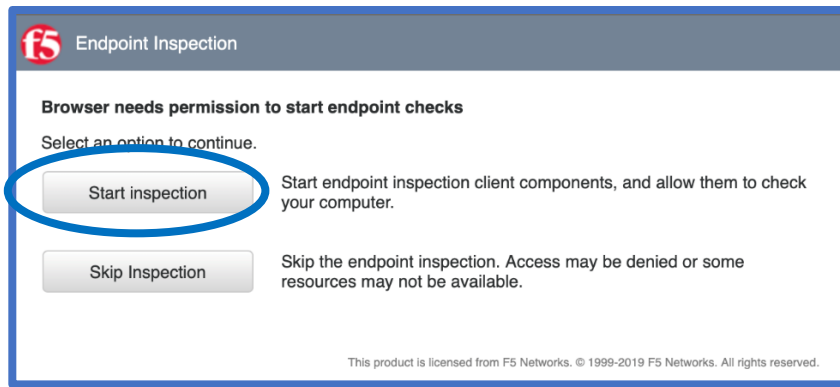 f5 Endpoint Inspection
Browser needs permission to start endpoint checks
Select an option to continue.
Start inspection
Start endpoint inspection client components, and allow them to check
your computer.
Skip Inspection
Skip the endpoint inspection. Access may be denied or some
resources may not be available.
This product is licensed from F5 Networks. © 1999-2019 F5 Networks. All rights reserved.